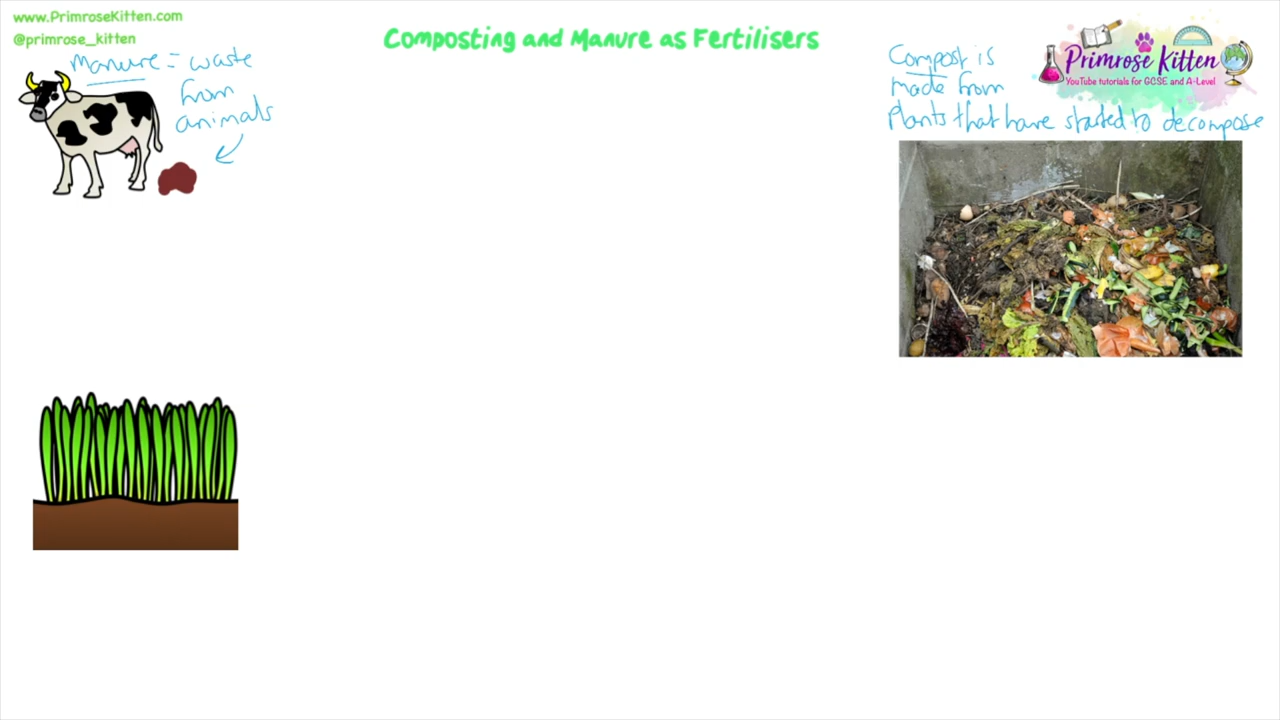 www.PrimroseKitten.com
@primrose_kitten
Composting and Manure as Fertilisers
Manure = waste
from
animals
Compost is
made from
plants that have started to decompose
Primrose Kitten
YouTube tutorials for GCSE and A-Level